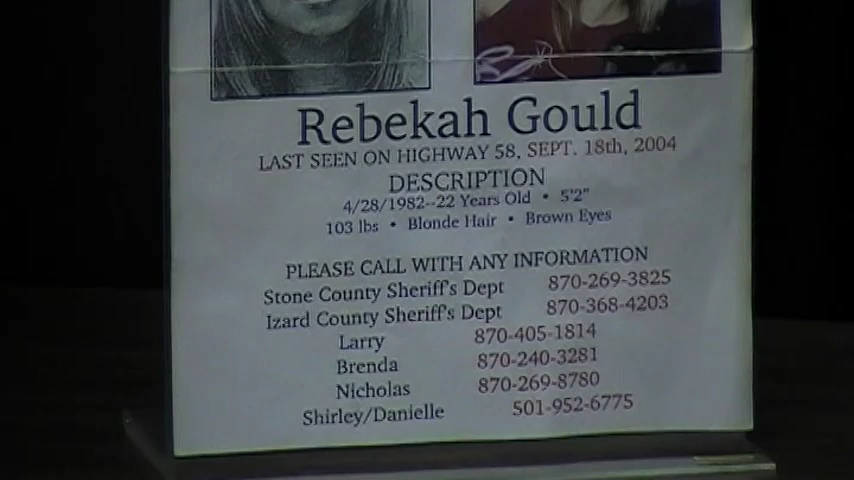 Rebekah Gould
LAST SEEN ON HIGHWAY 58, SEPT. 18th, 2004
DESCRIPTION
4/28/1982--22 Years Old • 5'2"
103 lbs • Blonde Hair • Brown Eyes
PLEASE CALL WITH ANY INFORMATION
Stone County Sheriff's Dept 870-269-3825
Izard County Sheriff's Dept 870-368-4203
Larry 870-405-1814
Brenda 870-240-3281
Nicholas 870-269-8780
Shirley/Danielle 501-952-6775